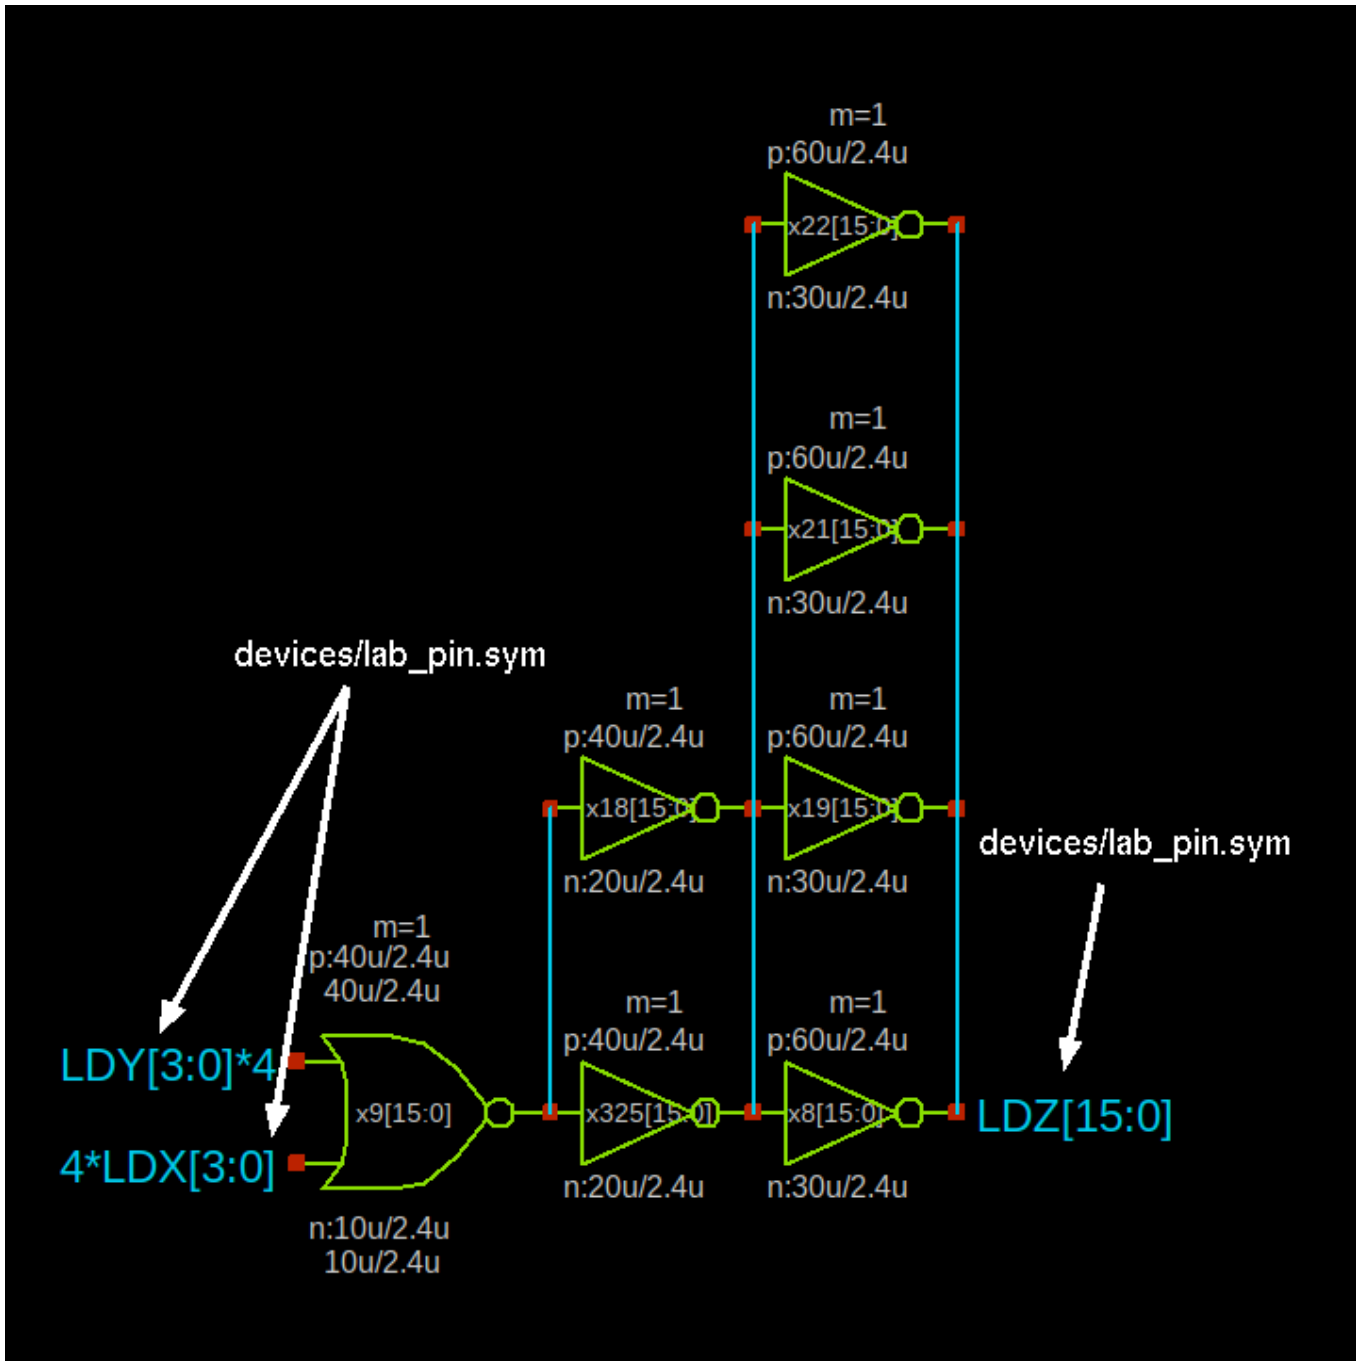 m=1
p:60u/2.4u
x22[15:0]
n:30u/2.4u
m=1
p:60u/2.4u
x21[15:0]
n:30u/2.4u
devices/lab_pin.sym
m=1
p:40u/2.4u
x18[15:0]
n:20u/2.4u
m=1
p:60u/2.4u
x19[15:0]
n:30u/2.4u
devices/lab_pin.sym
m=1
p:40u/2.4u
40u/2.4u
LDY[3:0]*4
4*LDX[3:0]
x9[15:0]
n:10u/2.4u
10u/2.4u
m=1
p:40u/2.4u
x325[15:0]
n:20u/2.4u
m=1
p:60u/2.4u
x8[15:0]
n:30u/2.4u
LDZ[15:0]